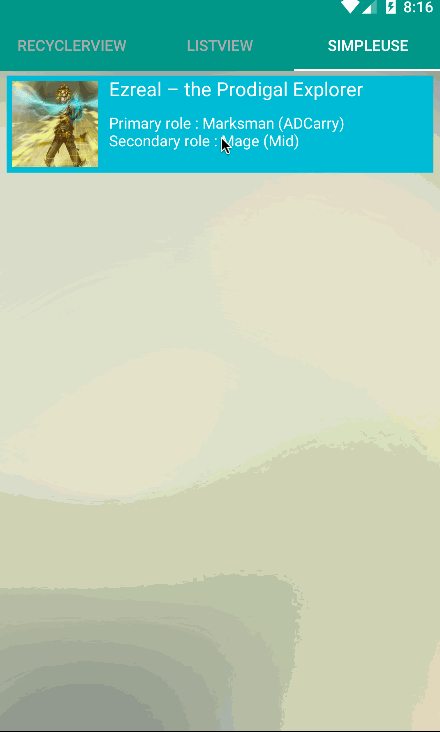 8:16
RECYCLERVIEW LISTVIEW SIMPLEUSE
Ezreal – the Prodigal Explorer
Primary role : Marksman (ADCarry)
Secondary role : Mage (Mid)